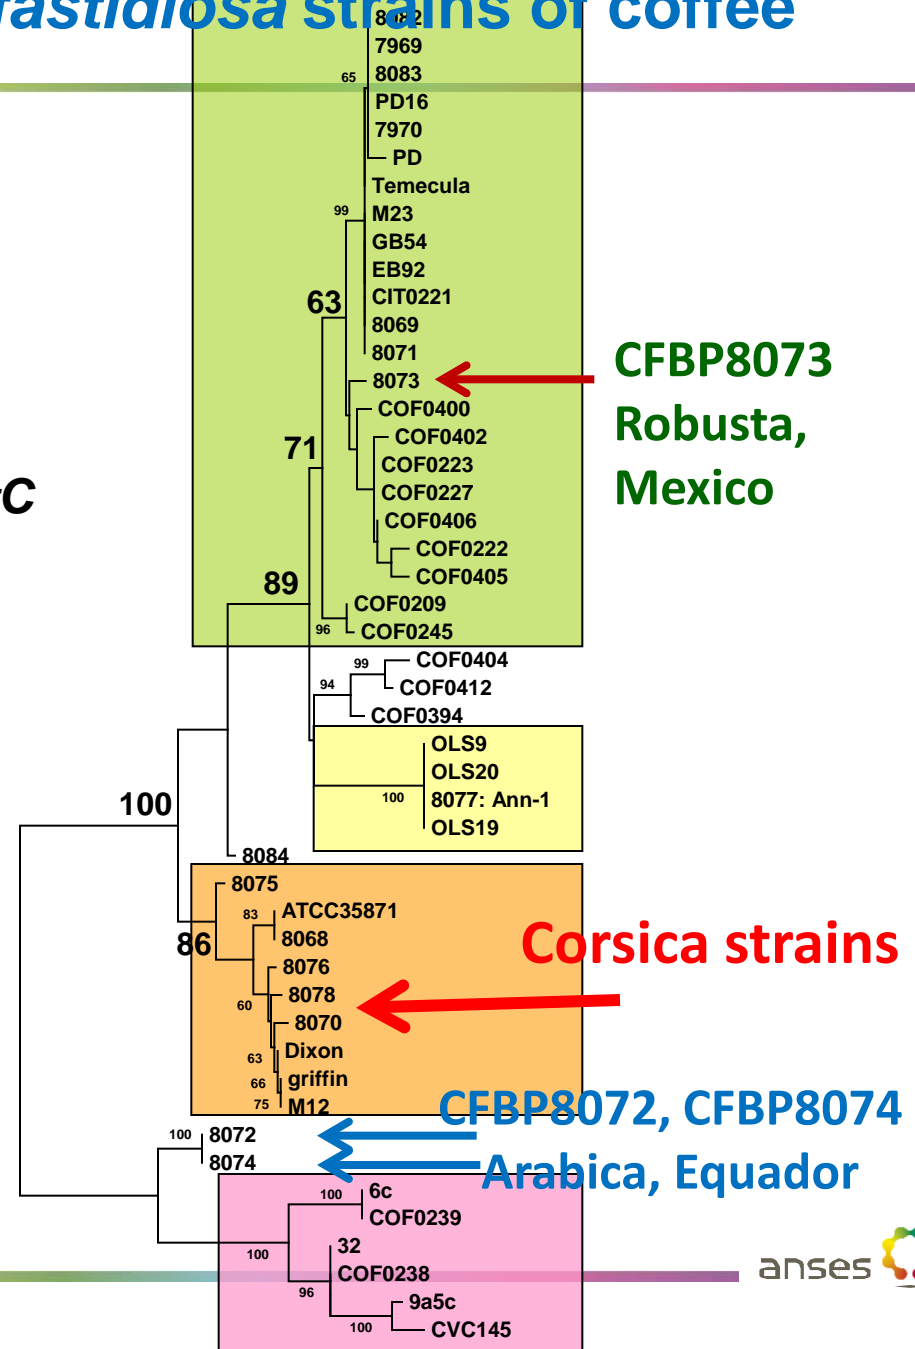 fastidiosa strains of coffee
7969
65
8083
PD16
7970
PD
Temecula
99
M23
GB54
EB92
CIT0221
63
8069
8071
8073
CFBP8073
Robusta,
Mexico
COF0400
COF0402
71
COF0223
COF0227
C
COF0406
COF0222
COF0405
89
COF0209
96
COF0245
COF0404
99
COF0412
94
COF0394
OLS9
OLS20
100
8077: Ann-1
OLS19
100
8084
8075
83
ATCC35871
8068
86
Corsica strains
8076
60
8078
8070
63
Dixon
66
griffin
75
M12
CFBP8072, CFBP8074
Arabica, Equador
100
8072
8074
100
6c
COF0239
100
32
COF0238
96
9a5c
100
CVC145
anses